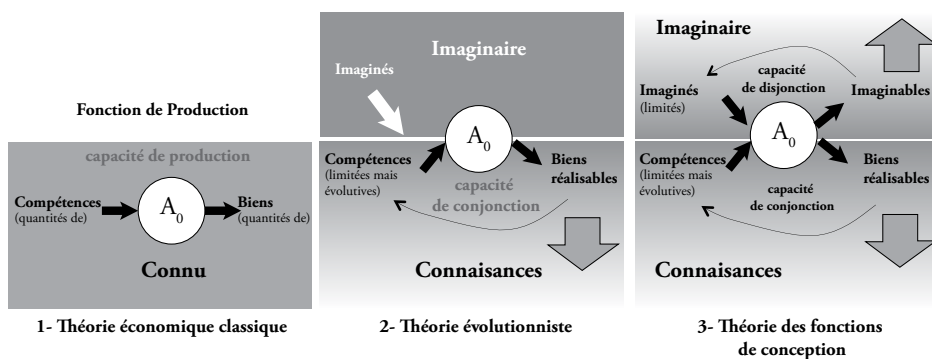 Fonction de Production
capacité de production
Compétences
(quantités de)
A0
Biens
(quantités de)
Connu
1- Théorie économique classique
Imaginaire
Imaginés
A0
Compétences
(limitées mais
évolutives)
Biens
réalisables
capacité
de conjonction
Connaisances
2- Théorie évolutionniste
Imaginaire
Imaginés
(limités)
capacité
de disjonction
Imaginables
A0
Compétences
(limitées mais
évolutives)
Biens
réalisables
capacité
de conjonction
Connaisances
3- Théorie des fonctions
de conception